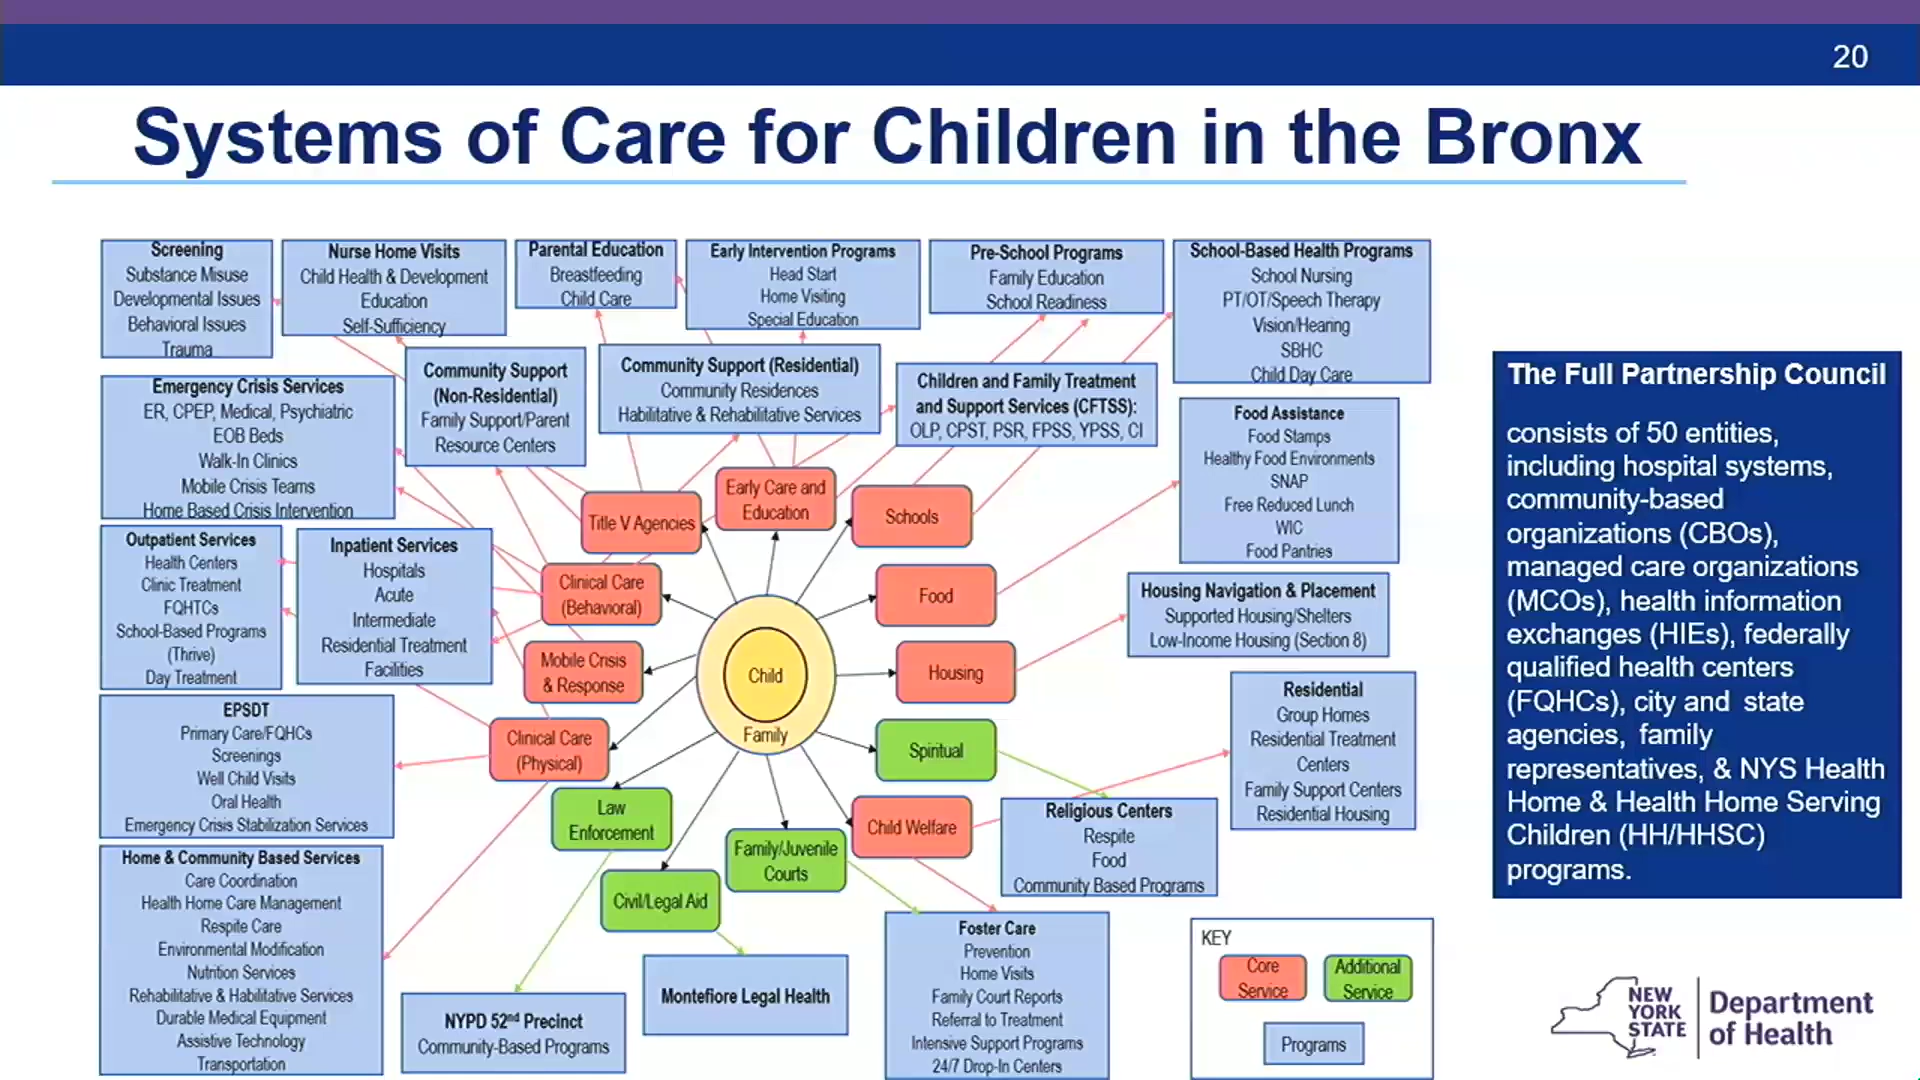 20
Systems of Care for Children in the Bronx
Screening
Substance Misuse
Developmental Issues
Behavioral Issues
Trauma
Nurse Home Visits
Child Health & Development
Education
Self-Sufficiency
Parental Education
Breastfeeding
Child Care
Early Intervention Programs
Head Start
Home Visiting
Special Education
Pre-School Programs
Family Education
School Readiness
School-Based Health Programs
School Nursing
PT/OT/Speech Therapy
Vision/Hearing
SBHC
Child Day Care
Emergency Crisis Services
ER, CPEP, Medical, Psychiatric
EOB Beds
Walk-In Clinics
Mobile Crisis Teams
Home Based Crisis Intervention
Community Support
(Non-Residential)
Family Support/Parent
Resource Centers
Community Support (Residential)
Community Residences
Habilitative & Rehabilitative Services
Children and Family Treatment
and Support Services (CFTSS):
OLP, CPST, PSR, FPSS, YPSS, CI
Food Assistance
Food Stamps
Healthy Food Environments
SNAP
Free Reduced Lunch
WIC
Food Pantries
Outpatient Services
Health Centers
Clinic Treatment
FQHTCs
School-Based Programs
(Thrive)
Day Treatment
Inpatient Services
Hospitals
Acute
Intermediate
Residential Treatment
Facilities
Title V Agencies
Early Care and
Education
Schools
Clinical Care
(Behavioral)
Food
Mobile Crisis
& Response
Housing
Child
Family
Clinical Care
(Physical)
Spiritual
Law
Enforcement
Child Welfare
Family/Juvenile
Courts
Civil/Legal Aid
Housing Navigation & Placement
Supported Housing/Shelters
Low-Income Housing (Section 8)
Residential
Group Homes
Residential Treatment
Centers
Family Support Centers
Residential Housing
EPSDT
Primary Care/FQHCs
Screenings
Well Child Visits
Oral Health
Emergency Crisis Stabilization Services
Religious Centers
Respite
Food
Community Based Programs
Home & Community Based Services
Care Coordination
Health Home Care Management
Respite Care
Environmental Modification
Nutrition Services
Rehabilitative & Habilitative Services
Durable Medical Equipment
Assistive Technology
Transportation
NYPD 52nd Precinct
Community-Based Programs
Montefiore Legal Health
Foster Care
Prevention
Home Visits
Family Court Reports
Referral to Treatment
Intensive Support Programs
24/7 Drop-In Centers
KEY
Core
Service
Additional
Service
Programs
The Full Partnership Council
consists of 50 entities,
including hospital systems,
community-based
organizations (CBOs),
managed care organizations
(MCOs), health information
exchanges (HIEs), federally
qualified health centers
(FQHCs), city and state
agencies, family
representatives, & NYS Health
Home & Health Home Serving
Children (HH/HHSC)
programs.
NEW
YORK
STATE
Department
of Health